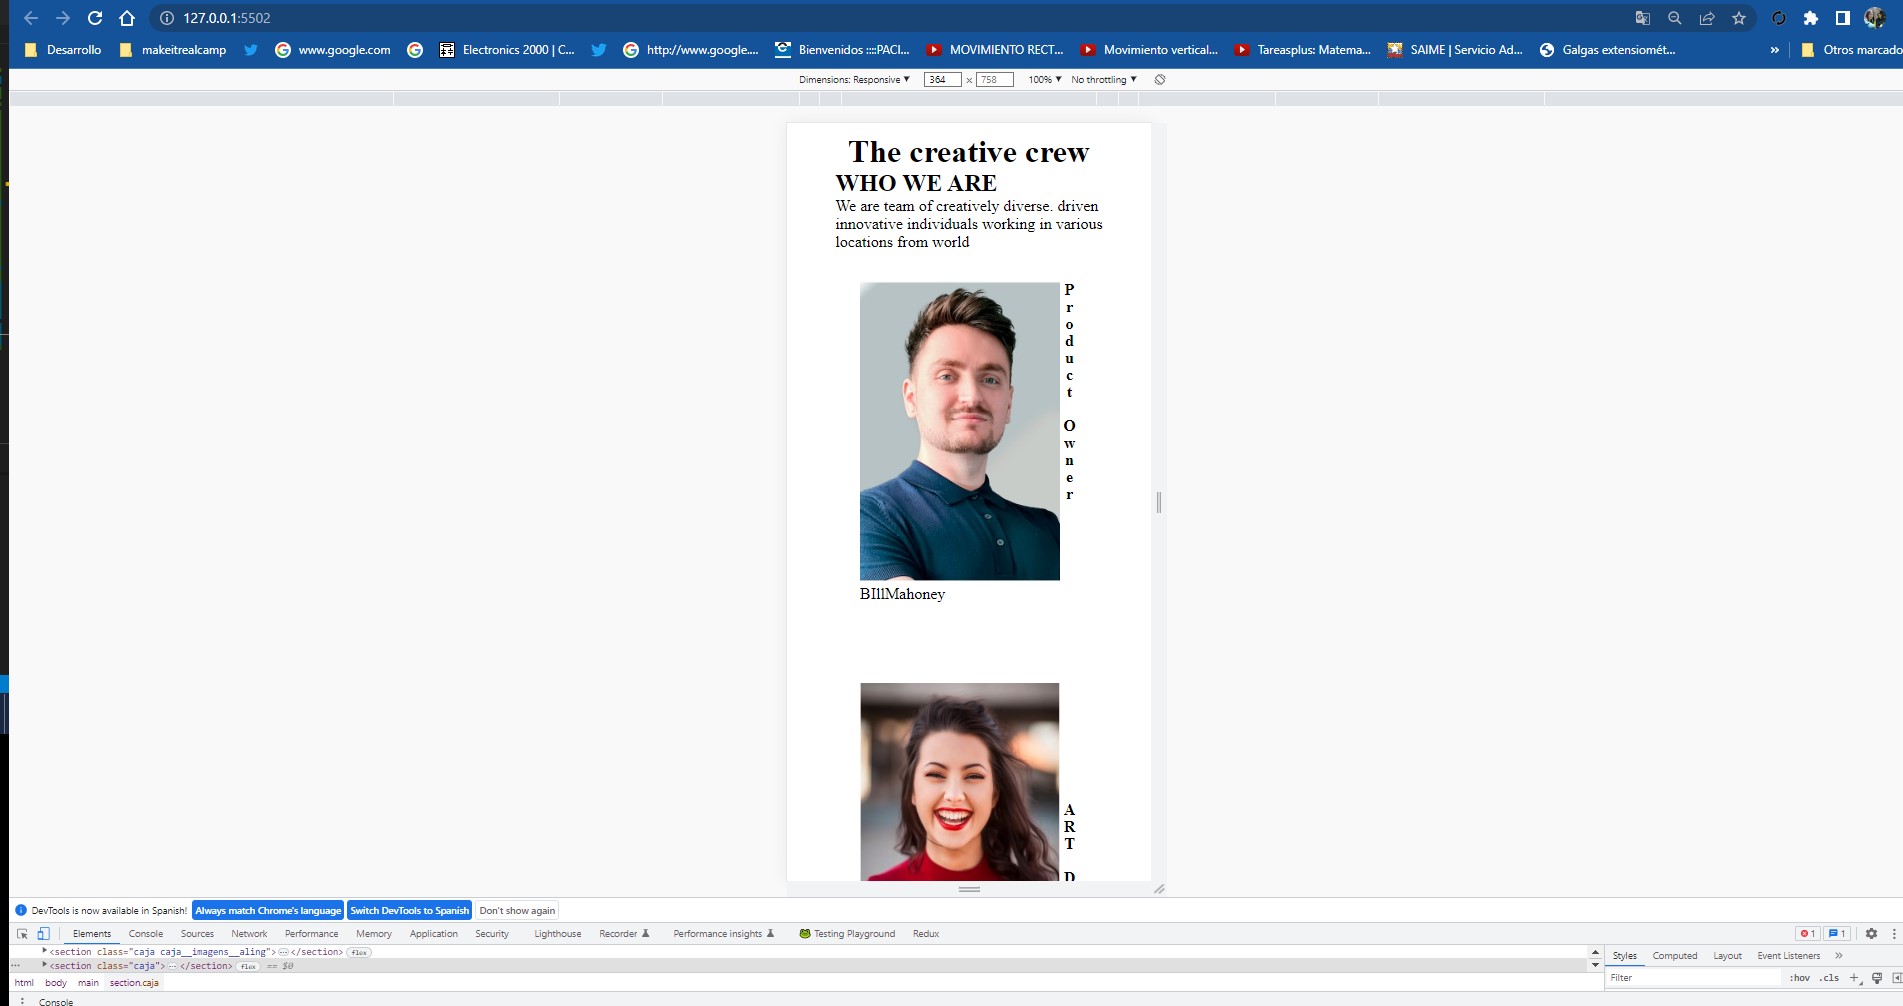 127.0.0.1:5502
Desarrollo makeitrealcamp www.google.com Electronics 2000 | C... http://www.google.... Bienvenidos ::::PACI... MOVIMIENTO RECT... Movimiento vertical... Tareasplus: Matema... SAIME | Servicio Ad... Galgas extensiomét... » Otros marcado
Dimensions: Responsive ▼ 364 × 758 100% ▼ No throttling ▼
The creative crew
WHO WE ARE
We are team of creatively diverse. driven
innovative individuals working in various
locations from world
P
r
o
d
u
c
t
O
w
n
e
r
BIllMahoney
A
R
T
D
DevTools is now available in Spanish! Always match Chrome's language Switch DevTools to Spanish Don't show again
Elements Console Sources Network Performance Memory Application Security Lighthouse Recorder Performance insights Testing Playground Redux 1 1
<section class="caja caja__imagens__aling">…</section> flex
… <section class="caja">…</section> flex == $0
Styles Computed Layout Event Listeners »
Filter :hov .cls +
html body main section.caja
Console